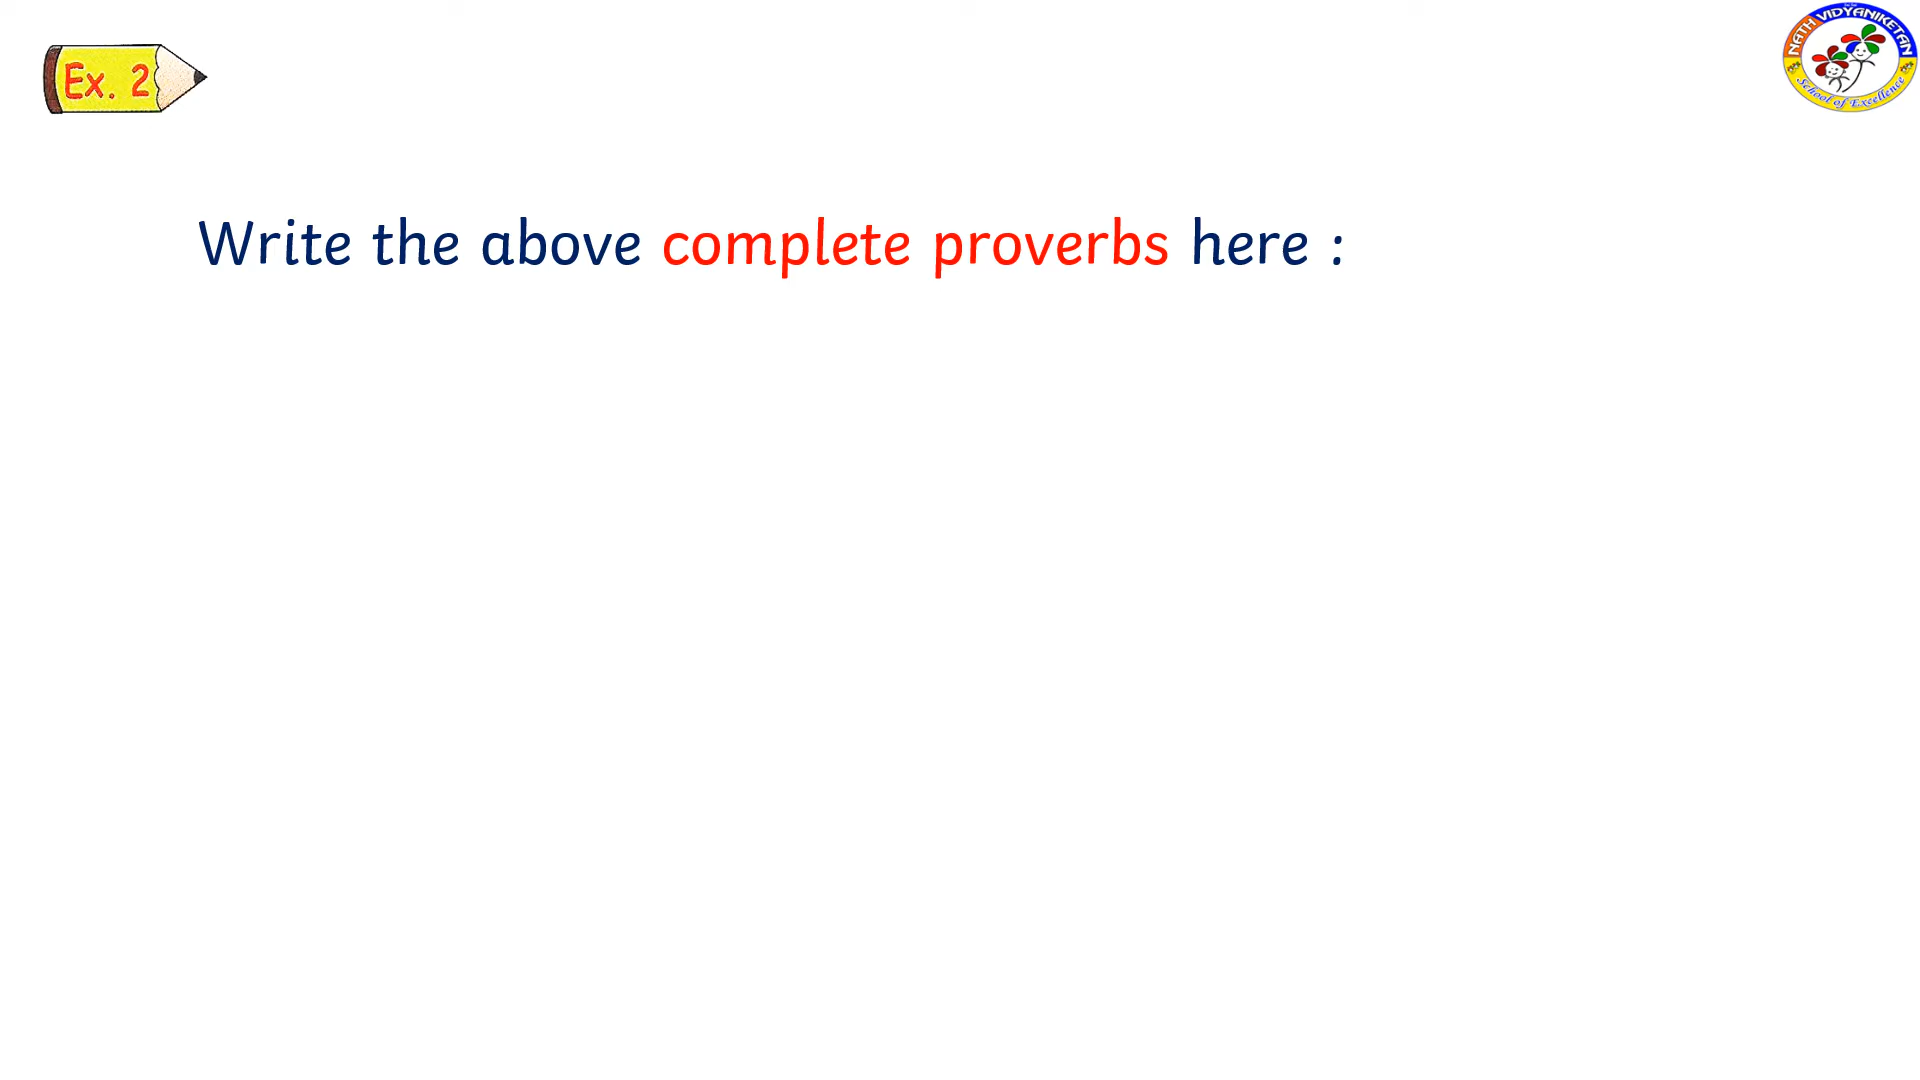 Ex. 2
NATH VIDYANIKETAN
School of Excellence
Write the above complete proverbs here :